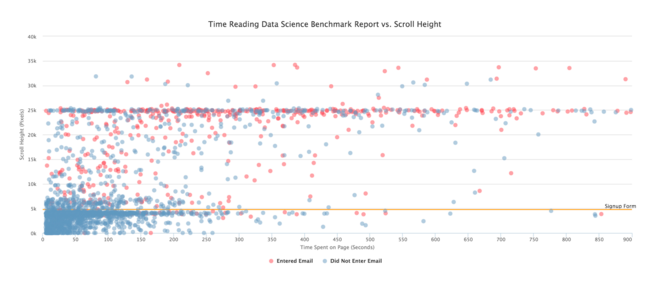 Time Reading Data Science Benchmark Report vs. Scroll Height
40k
35k
30k
25k
20k
15k
10k
5k
0k
Scroll Height (Pixels)
Signup Form
0 50 100 150 200 250 300 350 400 450 500 550 600 650 700 750 800 850 900
Time Spent on Page (Seconds)
Entered Email Did Not Enter Email